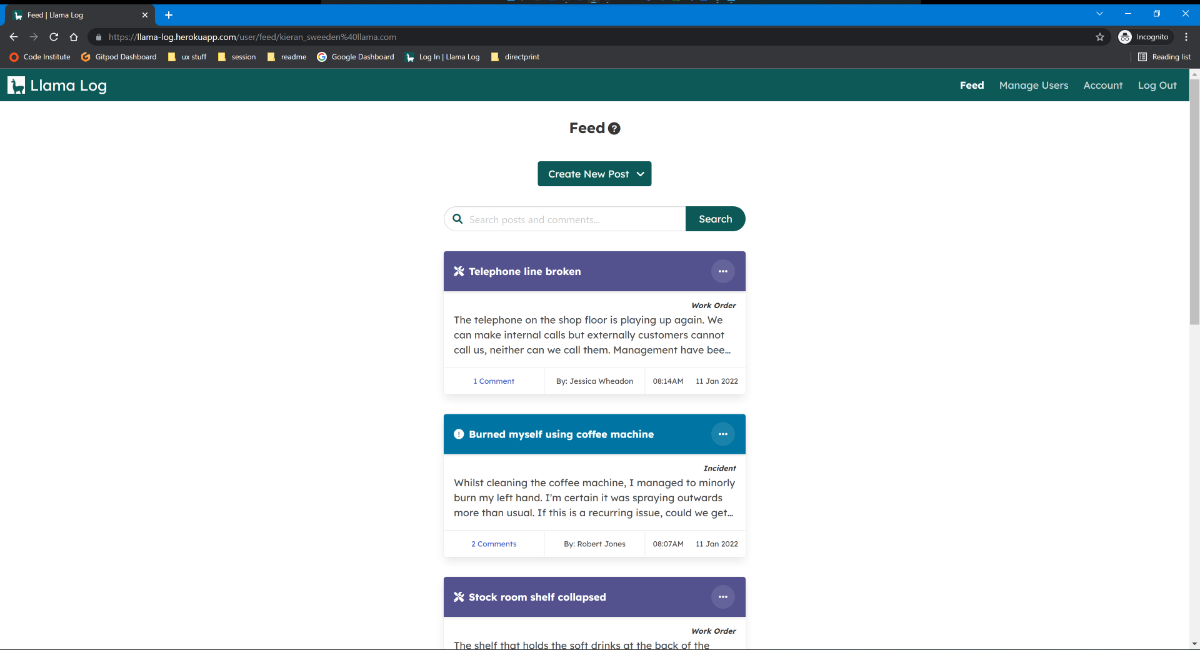 Feed | Llama Log
https://llama-log.herokuapp.com/user/feed/kieran_sweeden%40llama.com
Incognito
Code Institute
Gitpod Dashboard
ux stuff
session
readme
Google Dashboard
Log In | Llama Log
directprint
Reading list
Llama Log
Feed
Manage Users
Account
Log Out
Feed
Create New Post
Search posts and comments...
Search
Telephone line broken
Work Order
The telephone on the shop floor is playing up again. We
can make internal calls but externally customers cannot
call us, neither can we call them. Management have bee...
1 Comment
By: Jessica Wheadon
08:14AM
11 Jan 2022
Burned myself using coffee machine
Incident
Whilst cleaning the coffee machine, I managed to minorly
burn my left hand. I'm certain it was spraying outwards
more than usual. If this is a recurring issue, could we get...
2 Comments
By: Robert Jones
08:07AM
11 Jan 2022
Stock room shelf collapsed
Work Order
The shelf that holds the soft drinks at the back of the